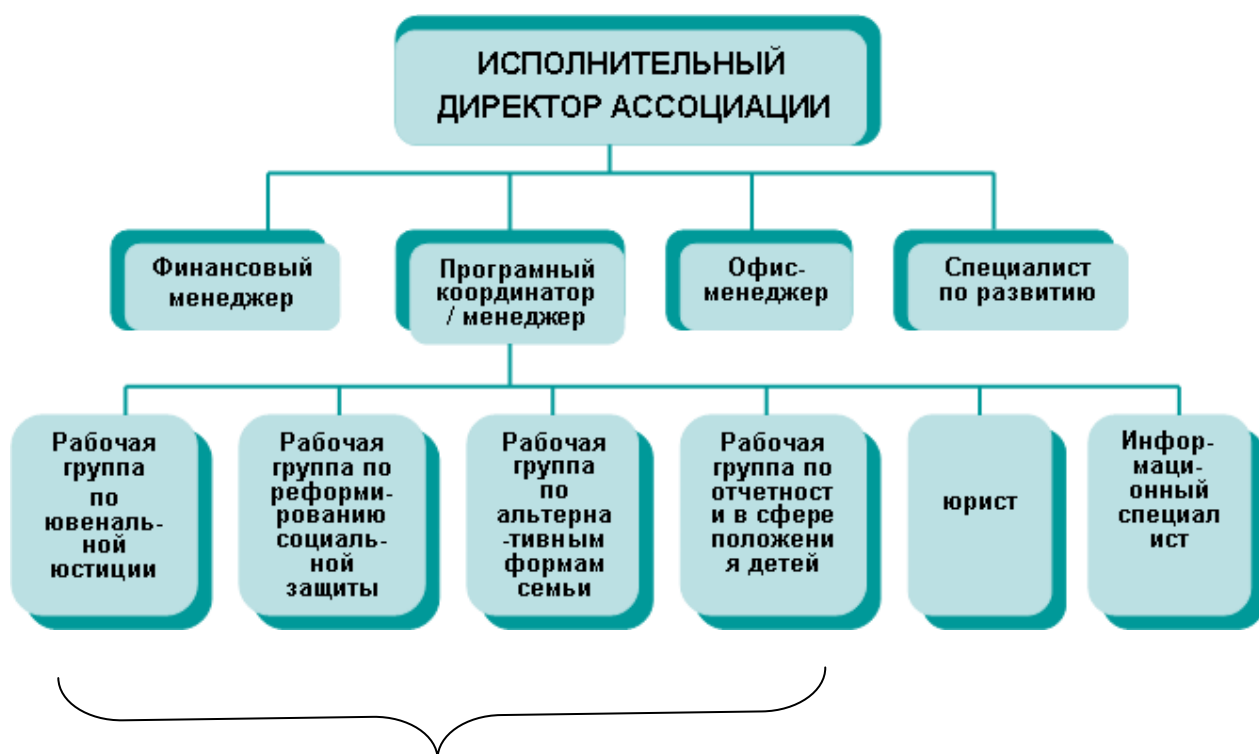 ИСПОЛНИТЕЛЬНЫЙ
ДИРЕКТОР АССОЦИАЦИИ
Финансовый
менеджер
Програмный
координатор
/ менеджер
Офис-
менеджер
Специалист
по развитию
Рабочая
группа
по
ювеналь-
ной
юстиции
Рабочая
группа по
реформи-
рованию
социаль-
ной
защиты
Рабочая
группа
по
альтерна
-тивным
формам
семьи
Рабочая
группа по
отчетност
и в сфере
положени
я детей
юрист
Инфор-
маци-
онный
специал
ист